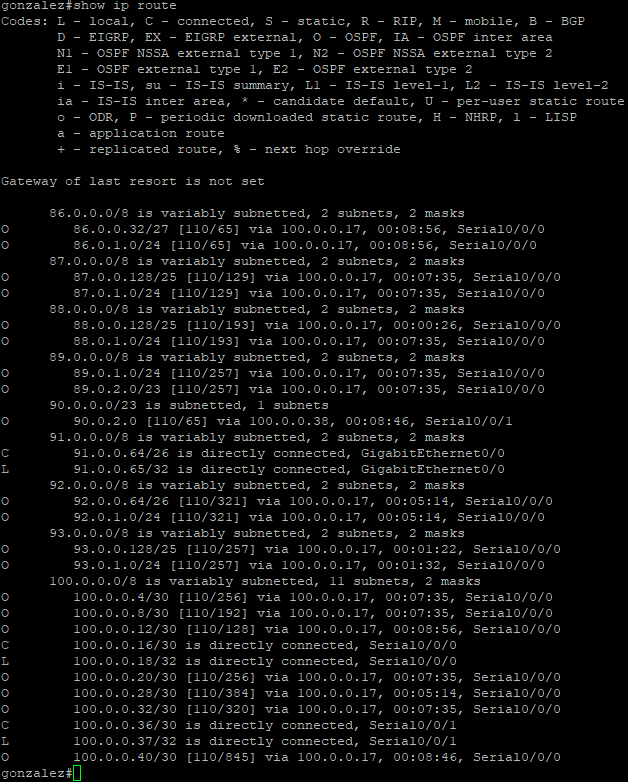 gonzalez#show ip route
Codes: L - local, C - connected, S - static, R - RIP, M - mobile, B - BGP
       D - EIGRP, EX - EIGRP external, O - OSPF, IA - OSPF inter area
       N1 - OSPF NSSA external type 1, N2 - OSPF NSSA external type 2
       E1 - OSPF external type 1, E2 - OSPF external type 2
       i - IS-IS, su - IS-IS summary, L1 - IS-IS level-1, L2 - IS-IS level-2
       ia - IS-IS inter area, * - candidate default, U - per-user static route
       o - ODR, P - periodic downloaded static route, H - NHRP, l - LISP
       a - application route
       + - replicated route, % - next hop override

Gateway of last resort is not set

      86.0.0.0/8 is variably subnetted, 2 subnets, 2 masks
O        86.0.0.32/27 [110/65] via 100.0.0.17, 00:08:56, Serial0/0/0
O        86.0.1.0/24 [110/65] via 100.0.0.17, 00:08:56, Serial0/0/0
      87.0.0.0/8 is variably subnetted, 2 subnets, 2 masks
O        87.0.0.128/25 [110/129] via 100.0.0.17, 00:07:35, Serial0/0/0
O        87.0.1.0/24 [110/129] via 100.0.0.17, 00:07:35, Serial0/0/0
      88.0.0.0/8 is variably subnetted, 2 subnets, 2 masks
O        88.0.0.128/25 [110/193] via 100.0.0.17, 00:00:26, Serial0/0/0
O        88.0.1.0/24 [110/193] via 100.0.0.17, 00:07:35, Serial0/0/0
      89.0.0.0/8 is variably subnetted, 2 subnets, 2 masks
O        89.0.1.0/24 [110/257] via 100.0.0.17, 00:07:35, Serial0/0/0
O        89.0.2.0/23 [110/257] via 100.0.0.17, 00:07:35, Serial0/0/0
      90.0.0.0/23 is subnetted, 1 subnets
O        90.0.2.0 [110/65] via 100.0.0.38, 00:08:46, Serial0/0/1
      91.0.0.0/8 is variably subnetted, 2 subnets, 2 masks
C        91.0.0.64/26 is directly connected, GigabitEthernet0/0
L        91.0.0.65/32 is directly connected, GigabitEthernet0/0
      92.0.0.0/8 is variably subnetted, 2 subnets, 2 masks
O        92.0.0.64/26 [110/321] via 100.0.0.17, 00:05:14, Serial0/0/0
O        92.0.1.0/24 [110/321] via 100.0.0.17, 00:05:14, Serial0/0/0
      93.0.0.0/8 is variably subnetted, 2 subnets, 2 masks
O        93.0.0.128/25 [110/257] via 100.0.0.17, 00:01:22, Serial0/0/0
O        93.0.1.0/24 [110/257] via 100.0.0.17, 00:01:32, Serial0/0/0
      100.0.0.0/8 is variably subnetted, 11 subnets, 2 masks
O        100.0.0.4/30 [110/256] via 100.0.0.17, 00:07:35, Serial0/0/0
O        100.0.0.8/30 [110/192] via 100.0.0.17, 00:07:35, Serial0/0/0
O        100.0.0.12/30 [110/128] via 100.0.0.17, 00:08:56, Serial0/0/0
C        100.0.0.16/30 is directly connected, Serial0/0/0
L        100.0.0.18/32 is directly connected, Serial0/0/0
O        100.0.0.20/30 [110/256] via 100.0.0.17, 00:07:35, Serial0/0/0
O        100.0.0.28/30 [110/384] via 100.0.0.17, 00:05:14, Serial0/0/0
O        100.0.0.32/30 [110/320] via 100.0.0.17, 00:07:35, Serial0/0/0
C        100.0.0.36/30 is directly connected, Serial0/0/1
L        100.0.0.37/32 is directly connected, Serial0/0/1
O        100.0.0.40/30 [110/845] via 100.0.0.17, 00:08:46, Serial0/0/0
gonzalez#